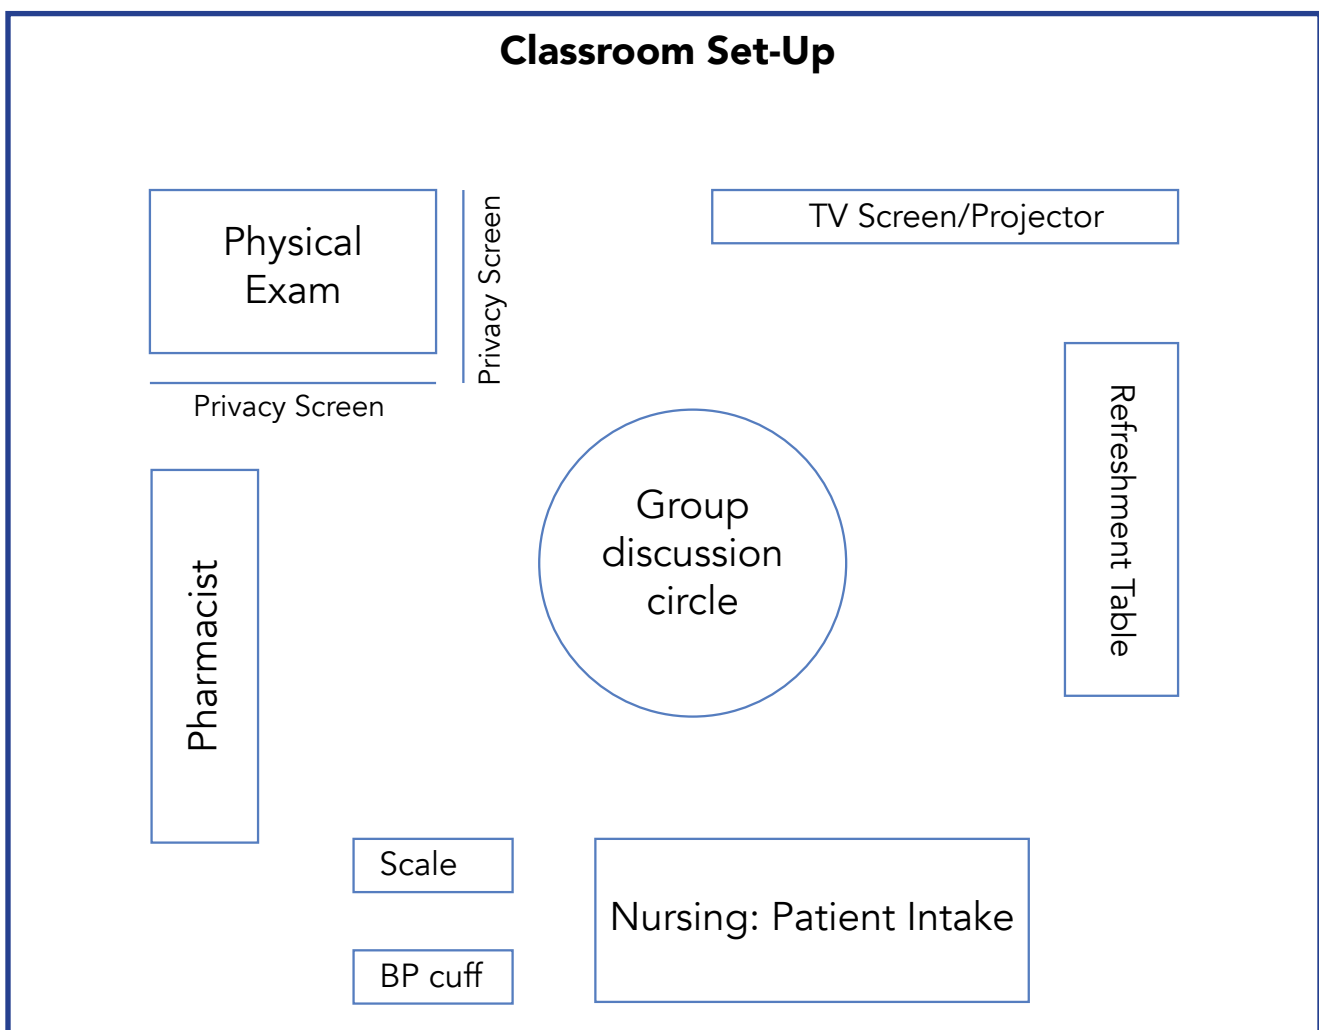 Classroom Set-Up
Physical
Exam
Privacy Screen
Privacy Screen
TV Screen/Projector
Refreshment Table
Group
discussion
circle
Pharmacist
Scale
BP cuff
Nursing: Patient Intake